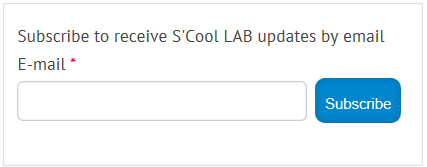 Subscribe to receive S'Cool LAB updates by email
E-mail *
Subscribe